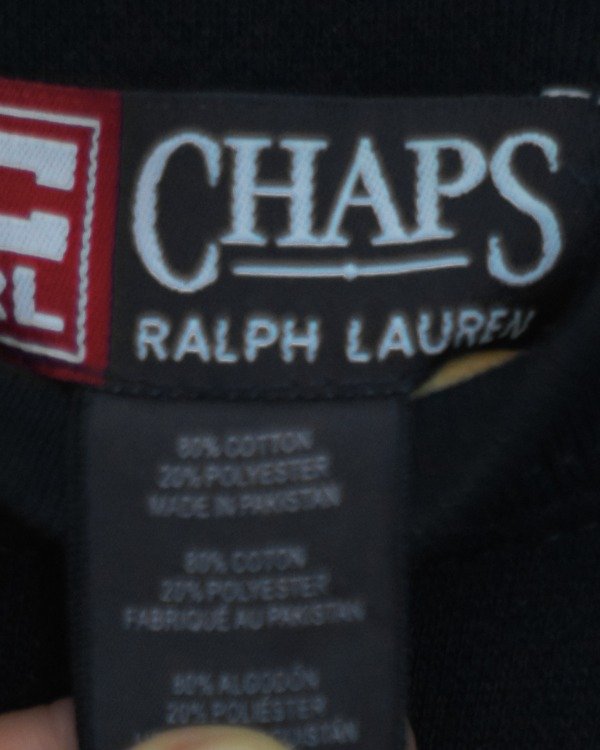 CHAPS
RALPH LAUREN
RL
80% COTTON
20% POLYESTER
MADE IN PAKISTAN
80% COTON
20% POLYESTER
FABRIQUÉ AU PAKISTAN
80% ALGODÓN
20% POLIÉSTER